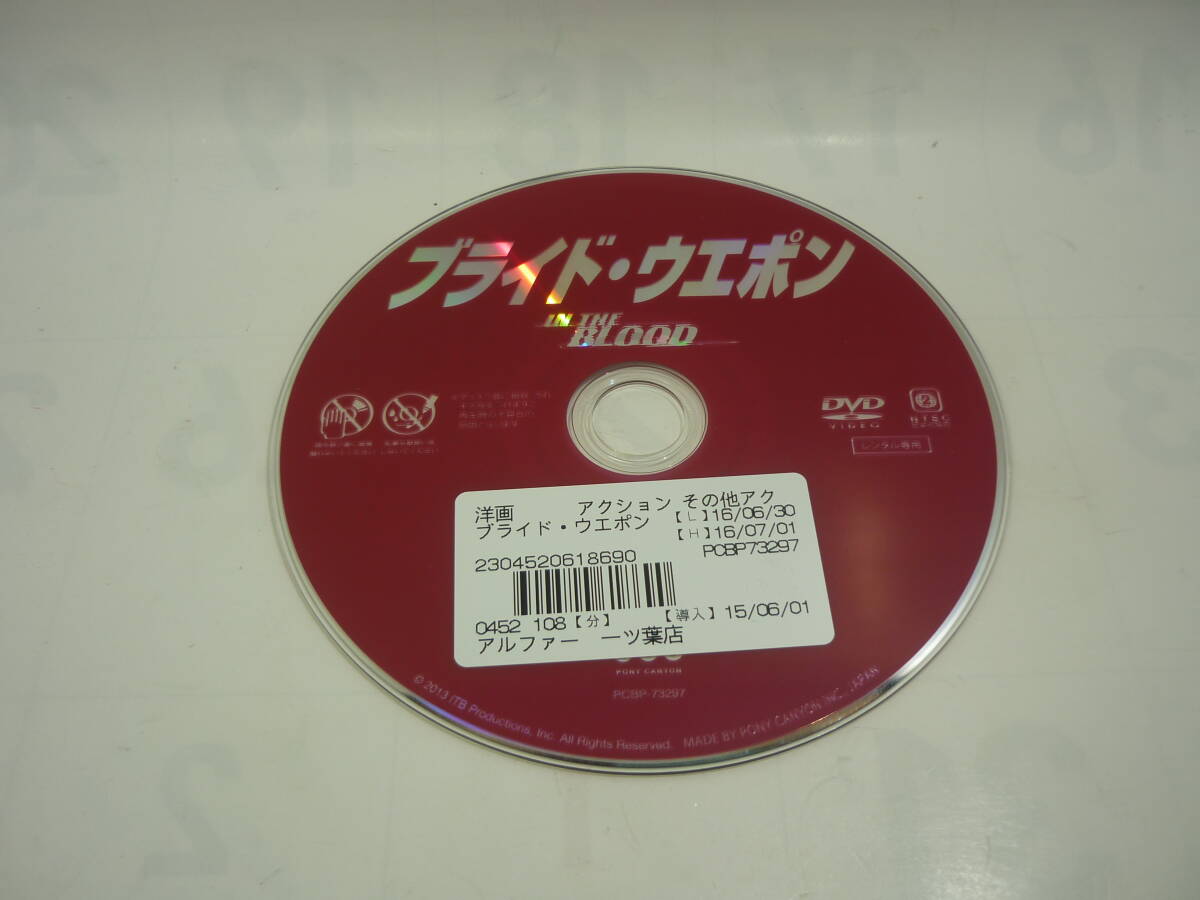 ブライド・ウエポン
IN THE
BLOOD
DVD
VIDEO
2
NTSC
レンタル専用
洋画 アクション その他アク
ブライド・ウエポン 【L】16/06/30
【H】16/07/01
2304520618690 PCBP73297
0452 108【分】 【導入】15/06/01
アルファー 一ツ葉店
PONY CANYON
PCBP-73297
© 2013 ITB Productions, Inc. All Rights Reserved. MADE BY PONY CANYON INC., JAPAN